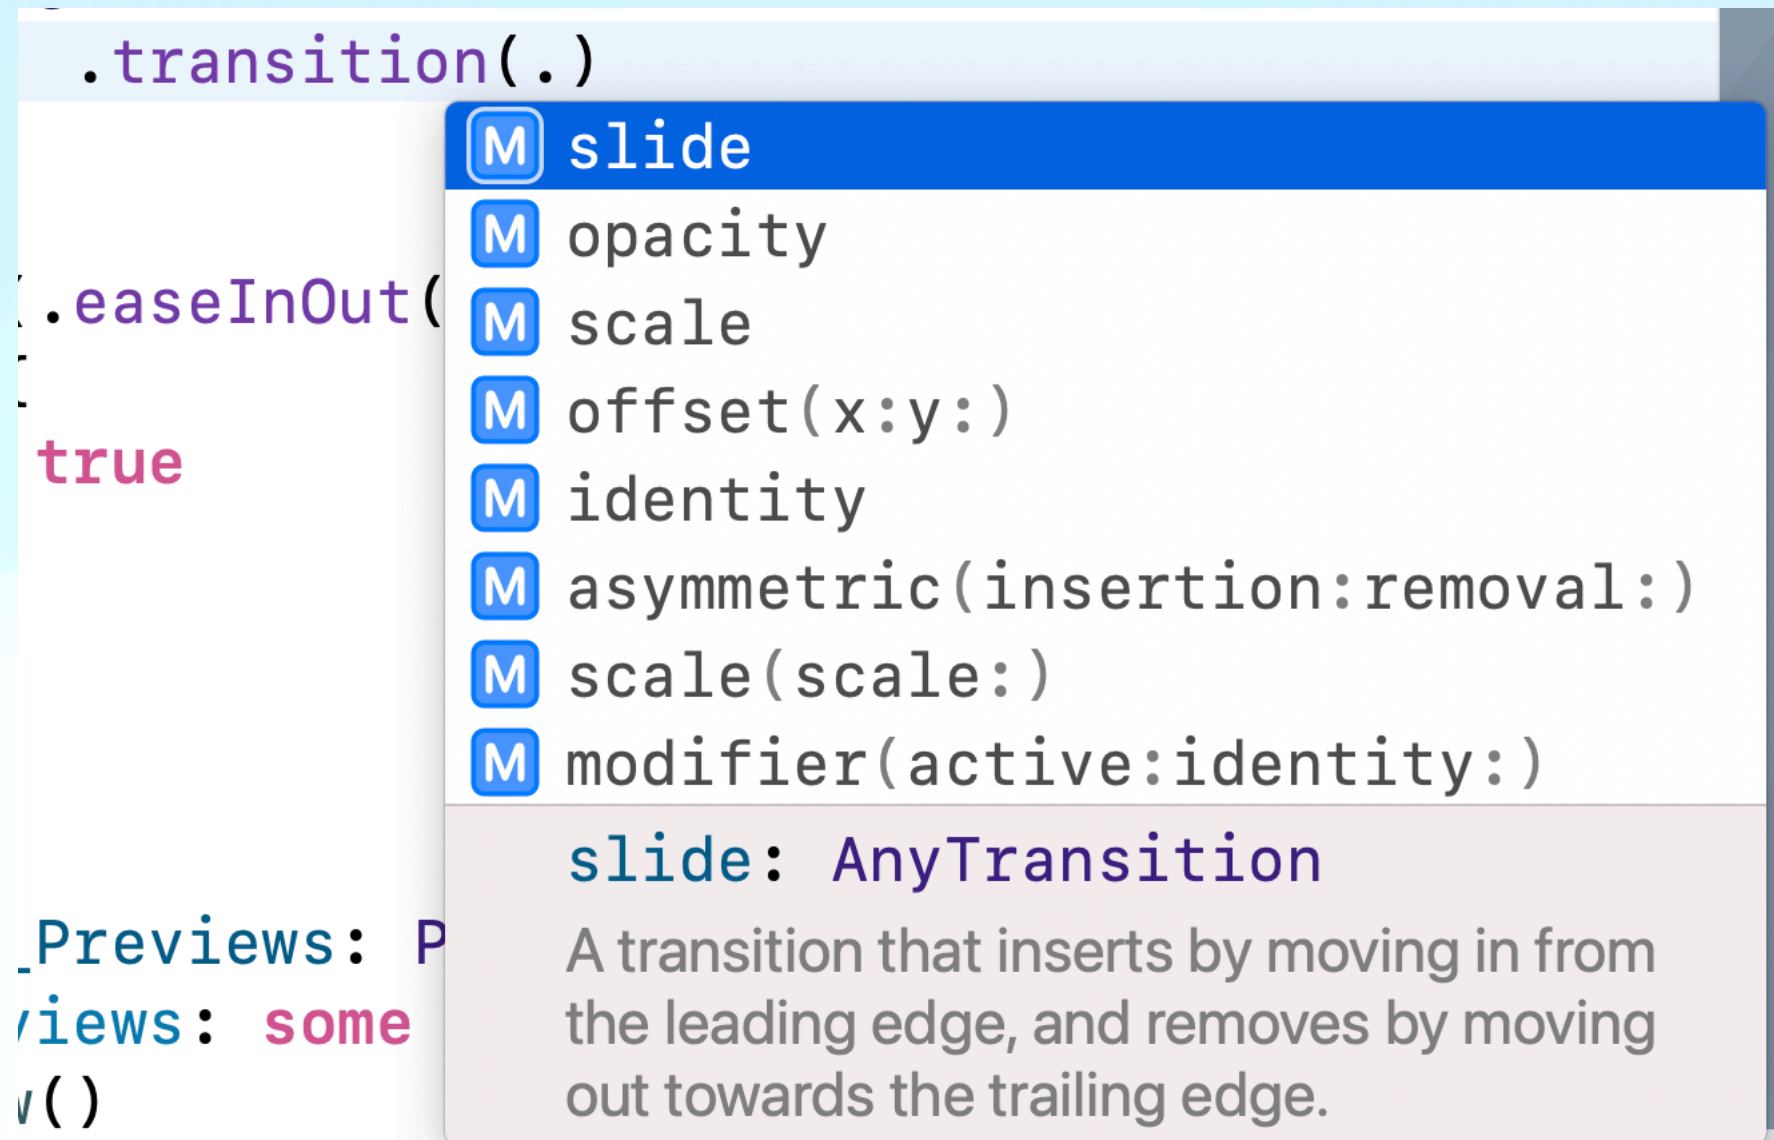 .transition(.)
M slide
M opacity
.easeInOut(
M scale
M offset(x:y:)
true
M identity
M asymmetric(insertion:removal:)
M scale(scale:)
M modifier(active:identity:)
slide: AnyTransition
_Previews: P
A transition that inserts by moving in from
views: some
the leading edge, and removes by moving
()
out towards the trailing edge.